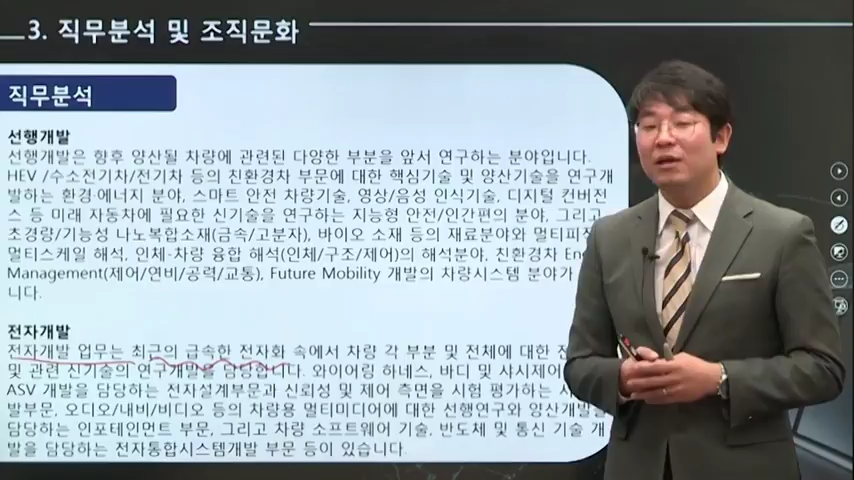 3. 직무분석 및 조직문화
직무분석
선행개발
선행개발은 향후 양산될 차량에 관련된 다양한 부분을 앞서 연구하는 분야입니다.
HEV /수소전기차/전기차 등의 친환경차 부문에 대한 핵심기술 및 양산기술을 연구개
발하는 환경·에너지 분야, 스마트 안전 차량기술, 영상/음성 인식기술, 디지털 컨버전
스 등 미래 자동차에 필요한 신기술을 연구하는 지능형 안전/인간편의 분야, 그리고
초경량/기능성 나노복합소재(금속/고분자), 바이오 소재 등의 재료분야와 멀티피직
멀티스케일 해석, 인체-차량 융합 해석(인체/구조/제어)의 해석분야, 친환경차
Management(제어/연비/공력/교통), Future Mobility 개발의 차량시스템 분야가
니다.
전자개발
전자개발 업무는 최근의 급속한 전자화 속에서 차량 각 부분 및 전체에 대한
및 관련 신기술의 연구개발을 담당합니다. 와이어링 하네스, 바디 및 샤시제어
ASV 개발을 담당하는 전자설계부문과 신뢰성 및 제어 측면을 시험 평가하는
발부문, 오디오/내비/비디오 등의 차량용 멀티미디어에 대한 선행연구와 양산개발을
담당하는 인포테인먼트 부문, 그리고 차량 소프트웨어 기술, 반도체 및 통신 기술 개
발을 담당하는 전자통합시스템개발 부문 등이 있습니다.